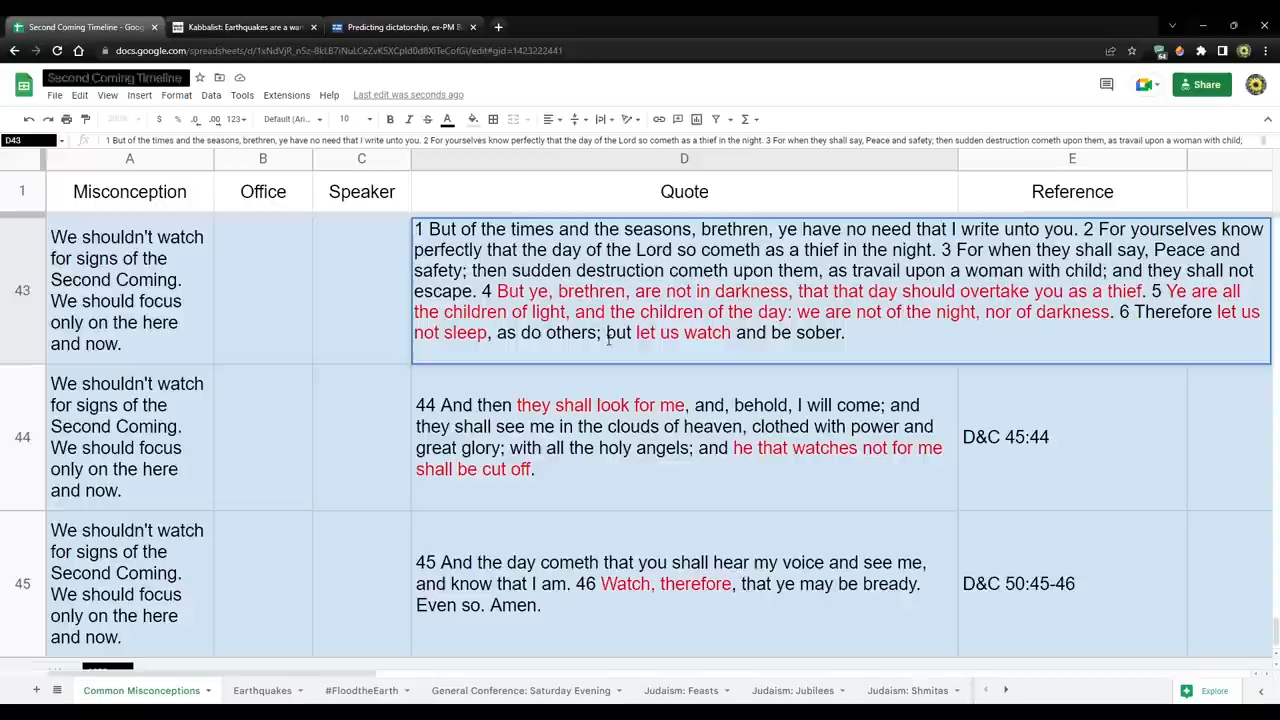 Second Coming Timeline - Goog
Kabbalist: Earthquakes are a wan
Predicting dictatorship, ex-PM B
Second Coming Timeline
File Edit View Insert Format Data Tools Extensions Help Last edit was seconds ago
Share
200% $ % .0 .00 123 Default (Ari... 10 B I S A
D43 fx 1 But of the times and the seasons, brethren, ye have no need that I write unto you. 2 For yourselves know perfectly that the day of the Lord so cometh as a thief in the night. 3 For when they shall say, Peace and safety; then sudden destruction cometh upon them, as travail upon a woman with child;
A B C D E
1 Misconception Office Speaker Quote Reference
43
We shouldn't watch
for signs of the
Second Coming.
We should focus
only on the here
and now.
1 But of the times and the seasons, brethren, ye have no need that I write unto you. 2 For yourselves know
perfectly that the day of the Lord so cometh as a thief in the night. 3 For when they shall say, Peace and
safety; then sudden destruction cometh upon them, as travail upon a woman with child; and they shall not
escape. 4 But ye, brethren, are not in darkness, that that day should overtake you as a thief. 5 Ye are all
the children of light, and the children of the day: we are not of the night, nor of darkness. 6 Therefore let us
not sleep, as do others; but let us watch and be sober.
44
We shouldn't watch
for signs of the
Second Coming.
We should focus
only on the here
and now.
44 And then they shall look for me, and, behold, I will come; and
they shall see me in the clouds of heaven, clothed with power and
great glory; with all the holy angels; and he that watches not for me
shall be cut off.
D&C 45:44
45
We shouldn't watch
for signs of the
Second Coming.
We should focus
only on the here
and now.
45 And the day cometh that you shall hear my voice and see me,
and know that I am. 46 Watch, therefore, that ye may be bready.
Even so. Amen.
D&C 50:45-46
Common Misconceptions Earthquakes #FloodtheEarth General Conference: Saturday Evening Judaism: Feasts Judaism: Jubilees Judaism: Shmitas Explore